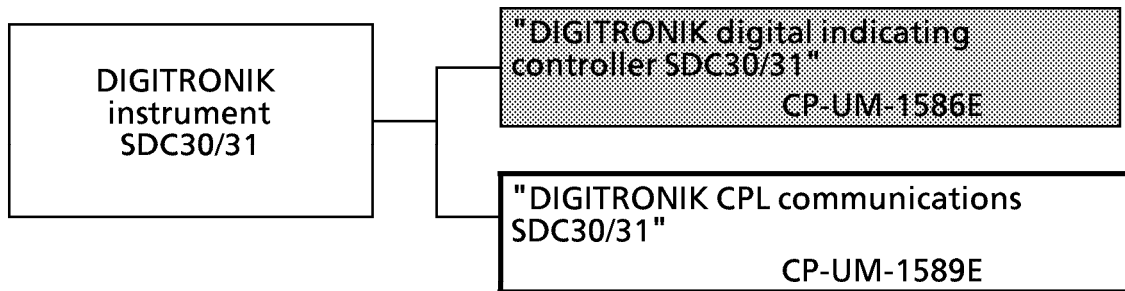 DIGITRONIK
instrument
SDC30/31
"DIGITRONIK digital indicating
controller SDC30/31"
CP-UM-1586E
"DIGITRONIK CPL communications
SDC30/31"
CP-UM-1589E